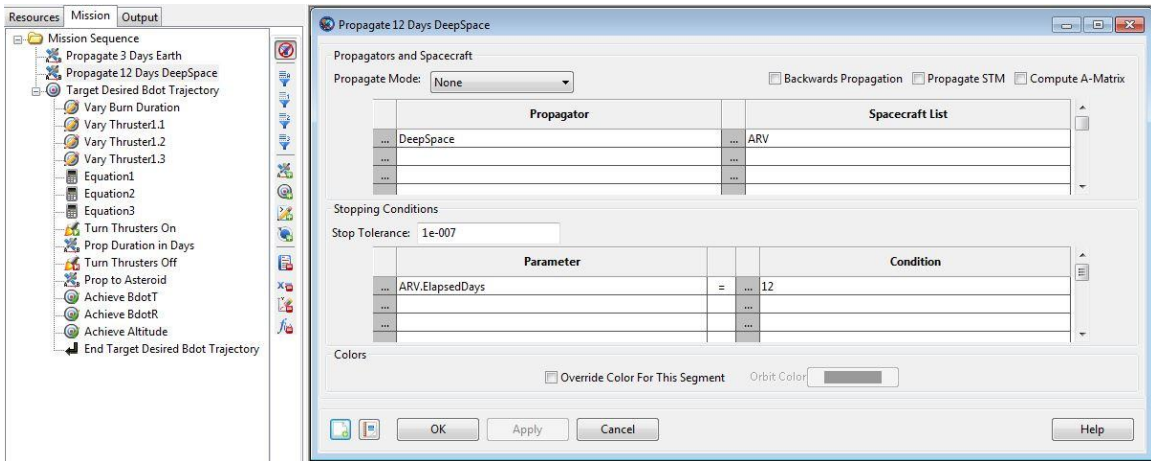 Resources Mission Output
Mission Sequence
Propagate 3 Days Earth
Propagate 12 Days DeepSpace
Target Desired Bdot Trajectory
Vary Burn Duration
Vary Thruster1.1
Vary Thruster1.2
Vary Thruster1.3
Equation1
Equation2
Equation3
Turn Thrusters On
Prop Duration in Days
Turn Thrusters Off
Prop to Asteroid
Achieve BdotT
Achieve BdotR
Achieve Altitude
End Target Desired Bdot Trajectory
Propagate 12 Days DeepSpace
Propagators and Spacecraft
Propagate Mode: None Backwards Propagation Propagate STM Compute A-Matrix
Propagator Spacecraft List
... DeepSpace ... ARV
... ...
... ...
Stopping Conditions
Stop Tolerance: 1e-007
Parameter Condition
... ARV.ElapsedDays = ... 12
... ...
... ...
Colors
Override Color For This Segment Orbit Color
OK Apply Cancel Help